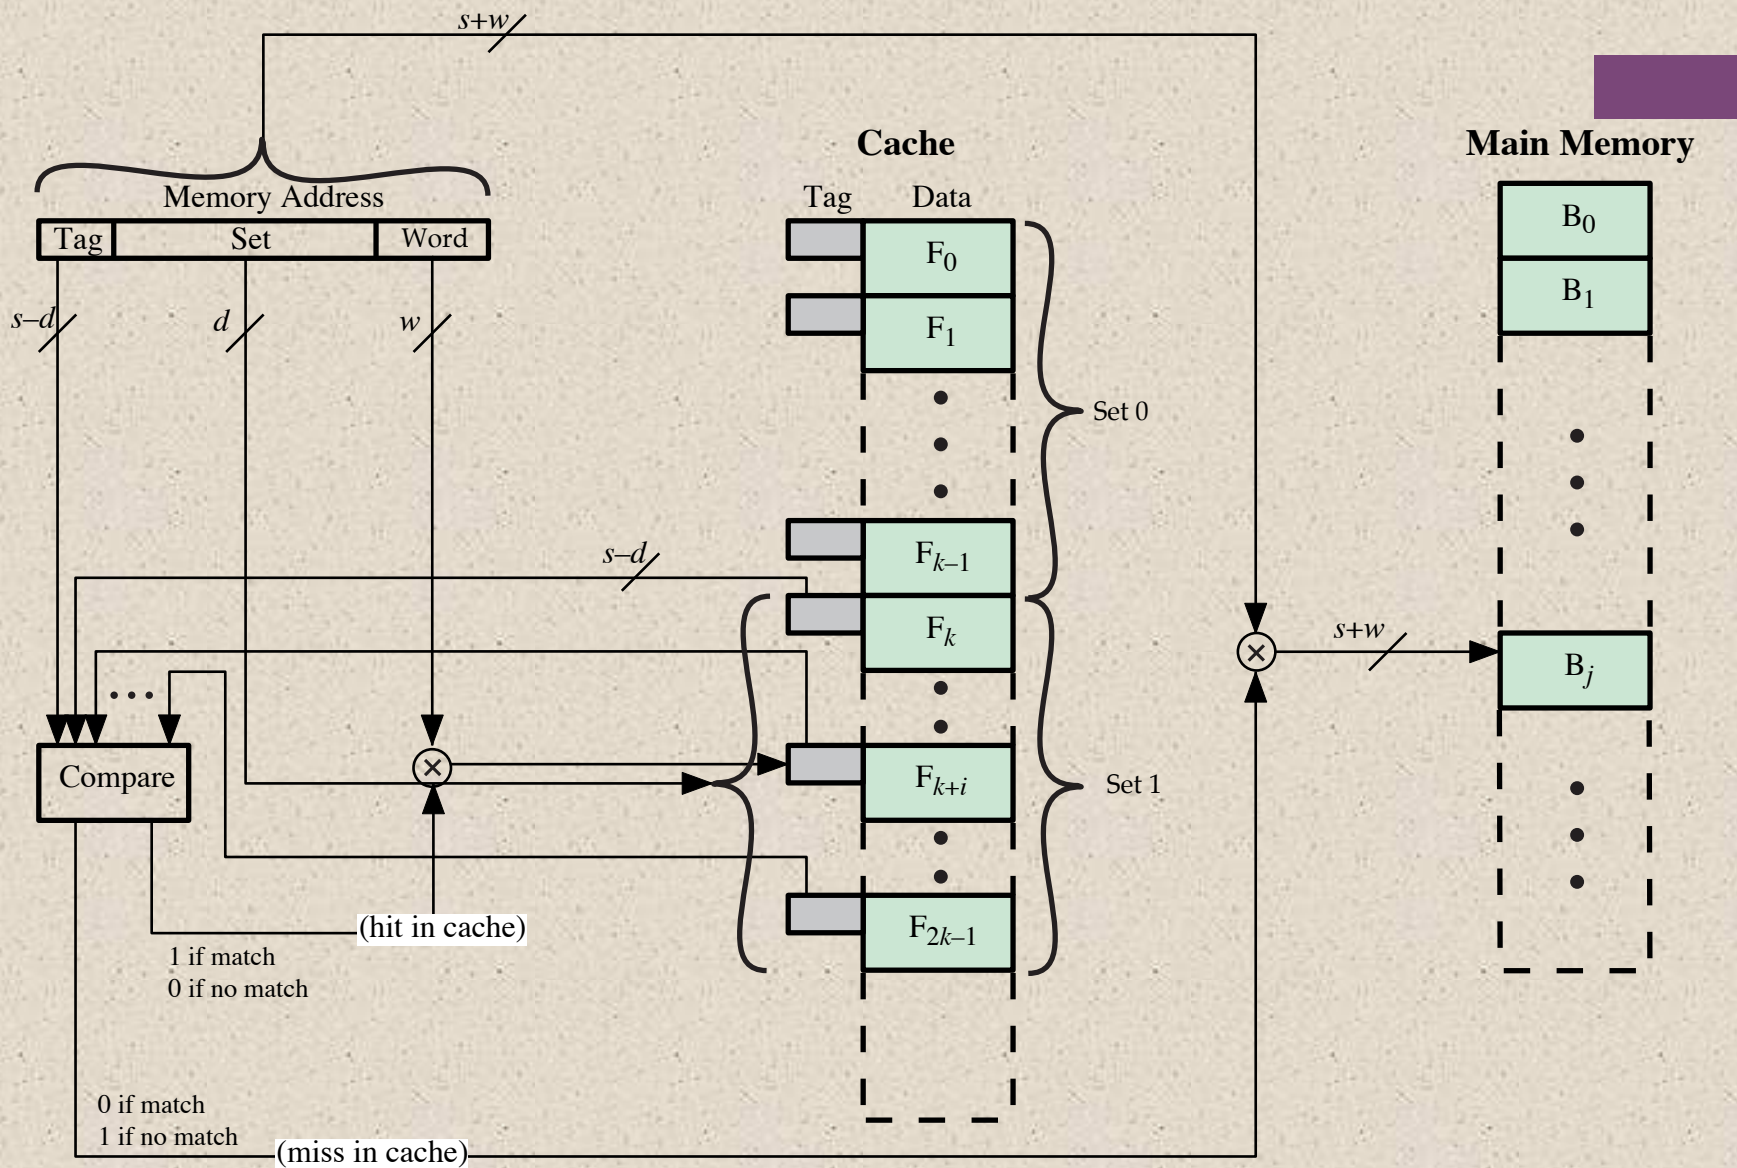 s+w
Cache
Main Memory
Memory Address
Tag Data
Tag Set Word
F0
F1
B0
B1
s–d
d
w
Set 0
s–d
Fk–1
Fk
s+w
Bj
Compare
Fk+i
Set 1
F2k–1
(hit in cache)
1 if match
0 if no match
0 if match
1 if no match
(miss in cache)